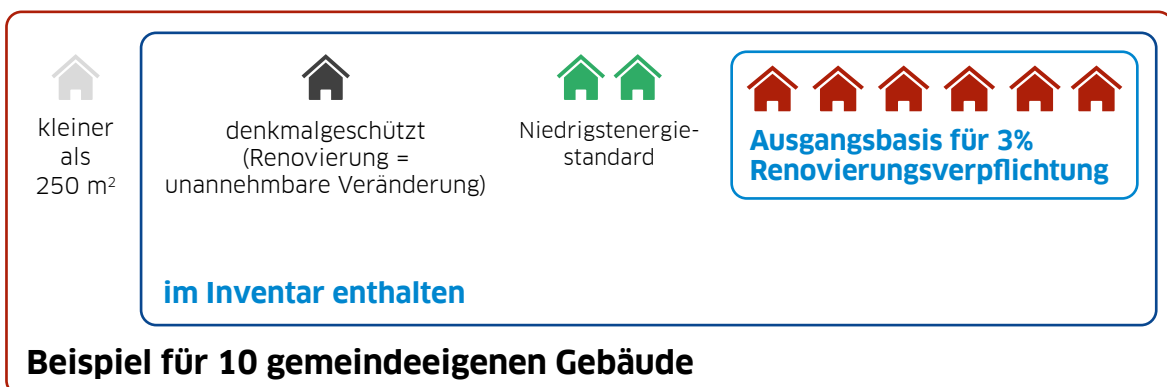 kleiner
als
250 m²
denkmalgeschützt
(Renovierung =
unannehmbare Veränderung)
Niedrigstenergie-
standard
Ausgangsbasis für 3%
Renovierungsverpflichtung
im Inventar enthalten
Beispiel für 10 gemeindeeigenen Gebäude